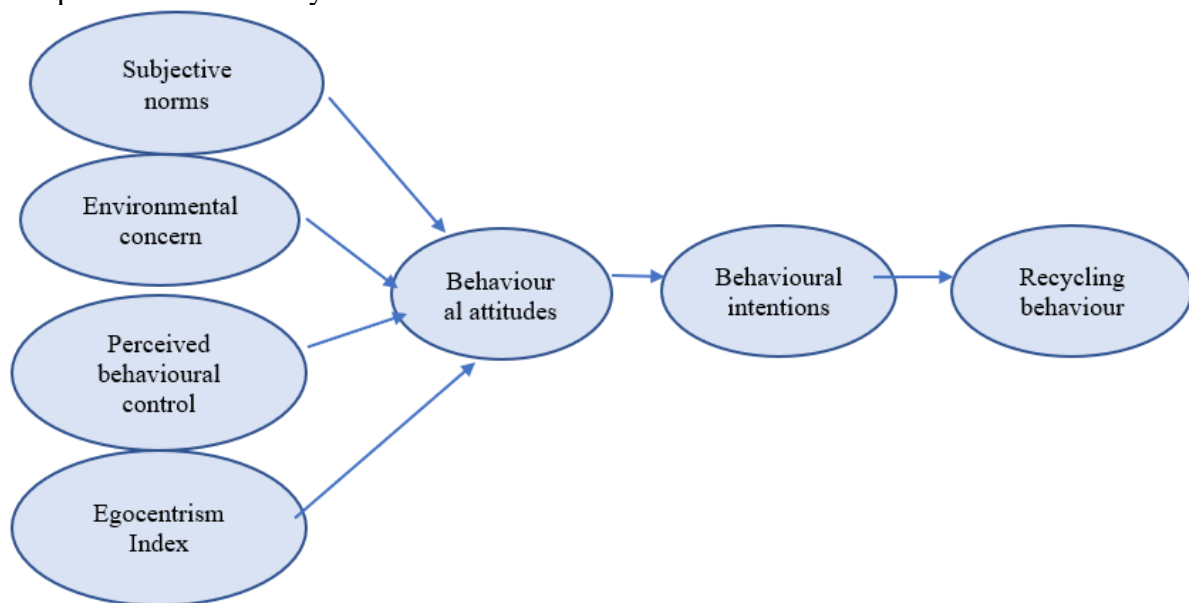 Subjective
norms
Environmental
concern
Perceived
behavioural
control
Egocentrism
Index
Behaviour
al attitudes
Behavioural
intentions
Recycling
behaviour